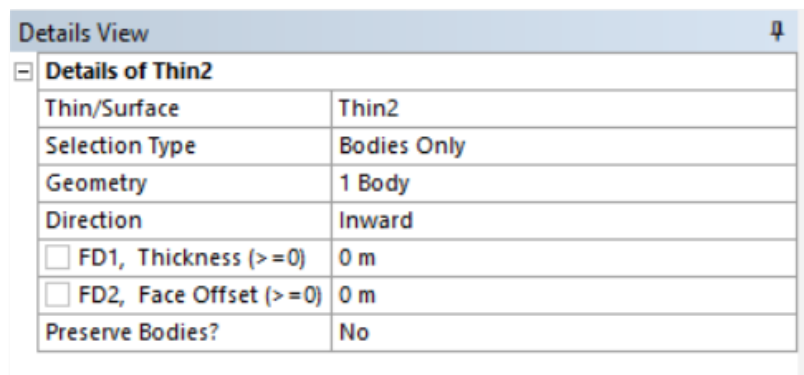 Details View
Details of Thin2
Thin/Surface Thin2
Selection Type Bodies Only
Geometry 1 Body
Direction Inward
FD1, Thickness (>=0) 0 m
FD2, Face Offset (>=0) 0 m
Preserve Bodies? No